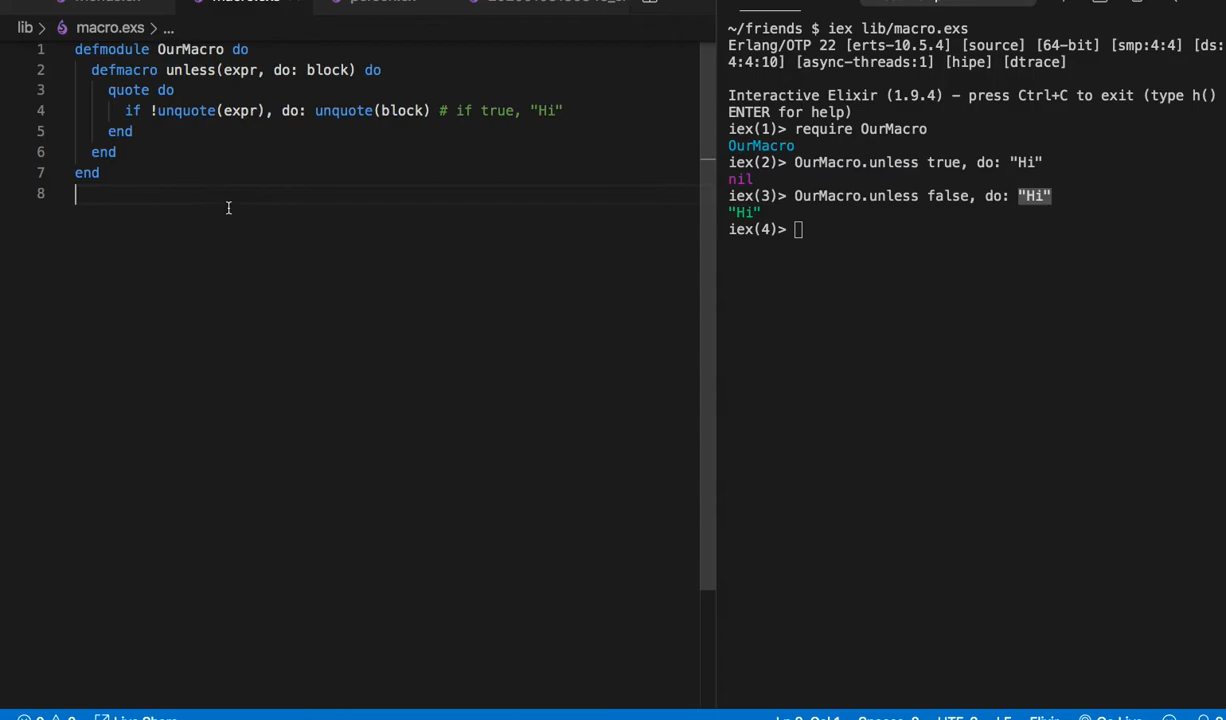 lib > macro.exs > ...
1 defmodule OurMacro do
2 defmacro unless(expr, do: block) do
3 quote do
4 if !unquote(expr), do: unquote(block) # if true, "Hi"
5 end
6 end
7 end
8
~/friends $ iex lib/macro.exs
Erlang/OTP 22 [erts-10.5.4] [source] [64-bit] [smp:4:4] [ds:
4:4:10] [async-threads:1] [hipe] [dtrace]
Interactive Elixir (1.9.4) - press Ctrl+C to exit (type h()
ENTER for help)
iex(1)> require OurMacro
OurMacro
iex(2)> OurMacro.unless true, do: "Hi"
nil
iex(3)> OurMacro.unless false, do: "Hi"
"Hi"
iex(4)>